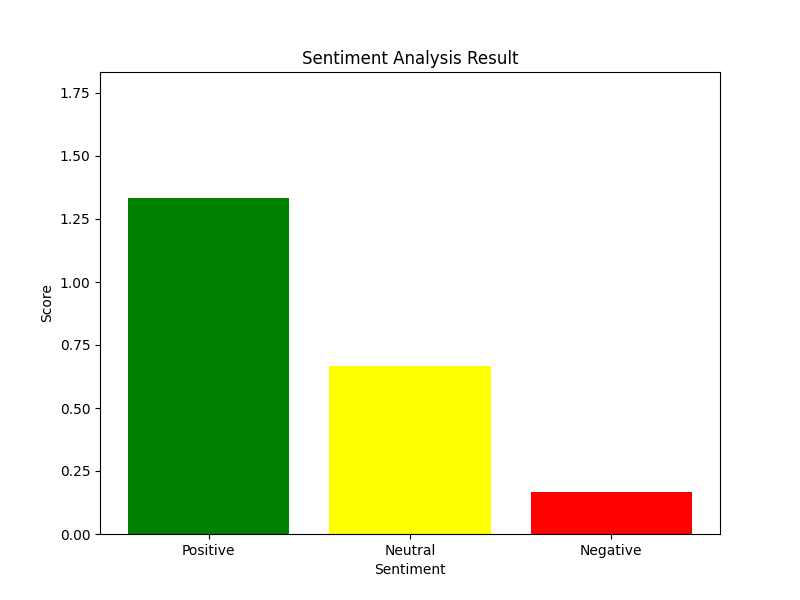 Sentiment Analysis Result
1.75
1.50
1.25
1.00
0.75
0.50
0.25
0.00
Score
Positive Neutral Negative
Sentiment